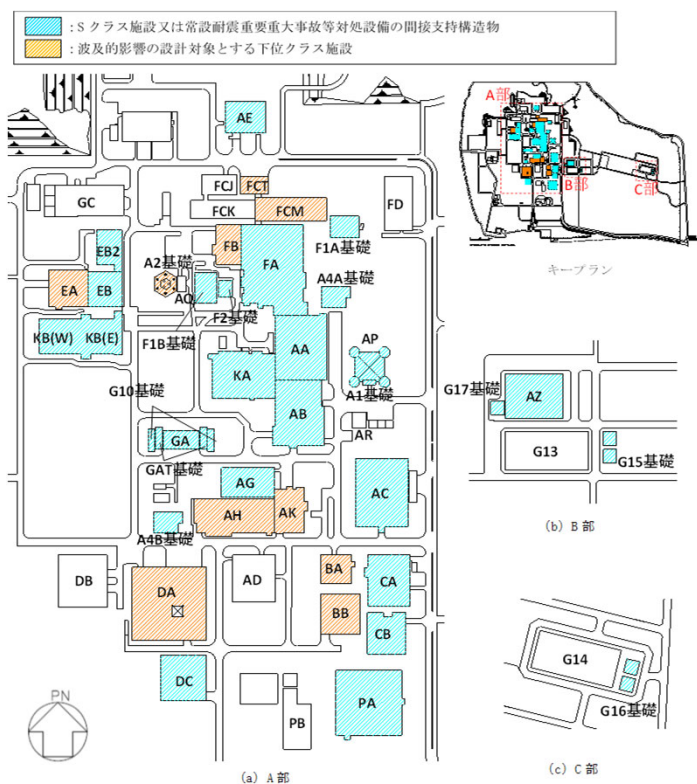 ：Ｓクラス施設又は常設耐震重要重大事故等対処設備の間接支持構造物
：波及的影響の設計対象とする下位クラス施設
AE
FCJ
FCT
GC
FCK
FCM
FD
EB2
A2基礎
FB
FA
F1A基礎
EA
EB
AQ
A4A基礎
F2基礎
KB(W)
KB(E)
F1B基礎
AA
AP
KA
G10基礎
A1基礎
AB
AR
GA
GAT基礎
AG
AC
AH
AK
A4B基礎
DB
DA
AD
BA
CA
BB
CB
DC
PA
PB
PN
(a) A部
A部
B部
C部
キープラン
G17基礎
AZ
G13
G15基礎
(b) B部
G14
G16基礎
(c) C部